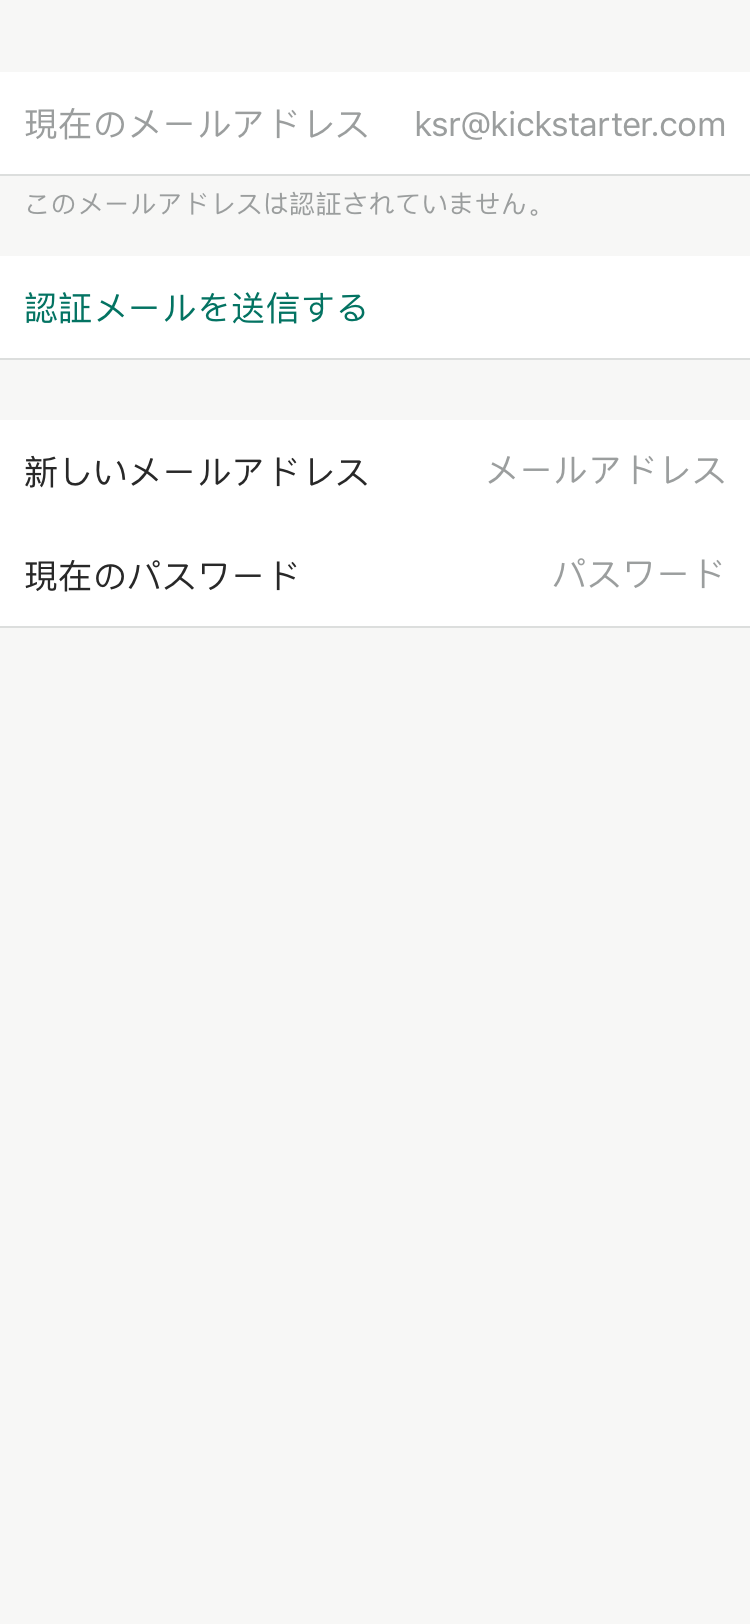 現在のメールアドレス ksr@kickstarter.com
このメールアドレスは認証されていません。
認証メールを送信する
新しいメールアドレス メールアドレス
現在のパスワード パスワード